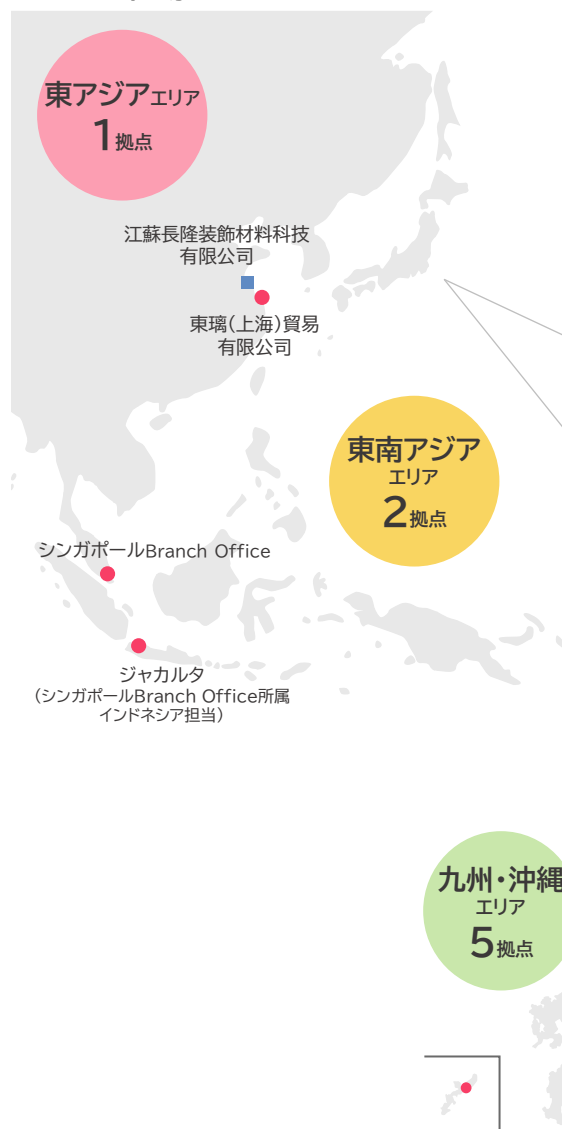 東アジアエリア
1拠点
江蘇長隆装飾材料科技
有限公司
東璃(上海)貿易
有限公司
東南アジア
エリア
2拠点
シンガポールBranch Office
ジャカルタ
(シンガポールBranch Office所属
インドネシア担当)
九州・沖縄
エリア
5拠点